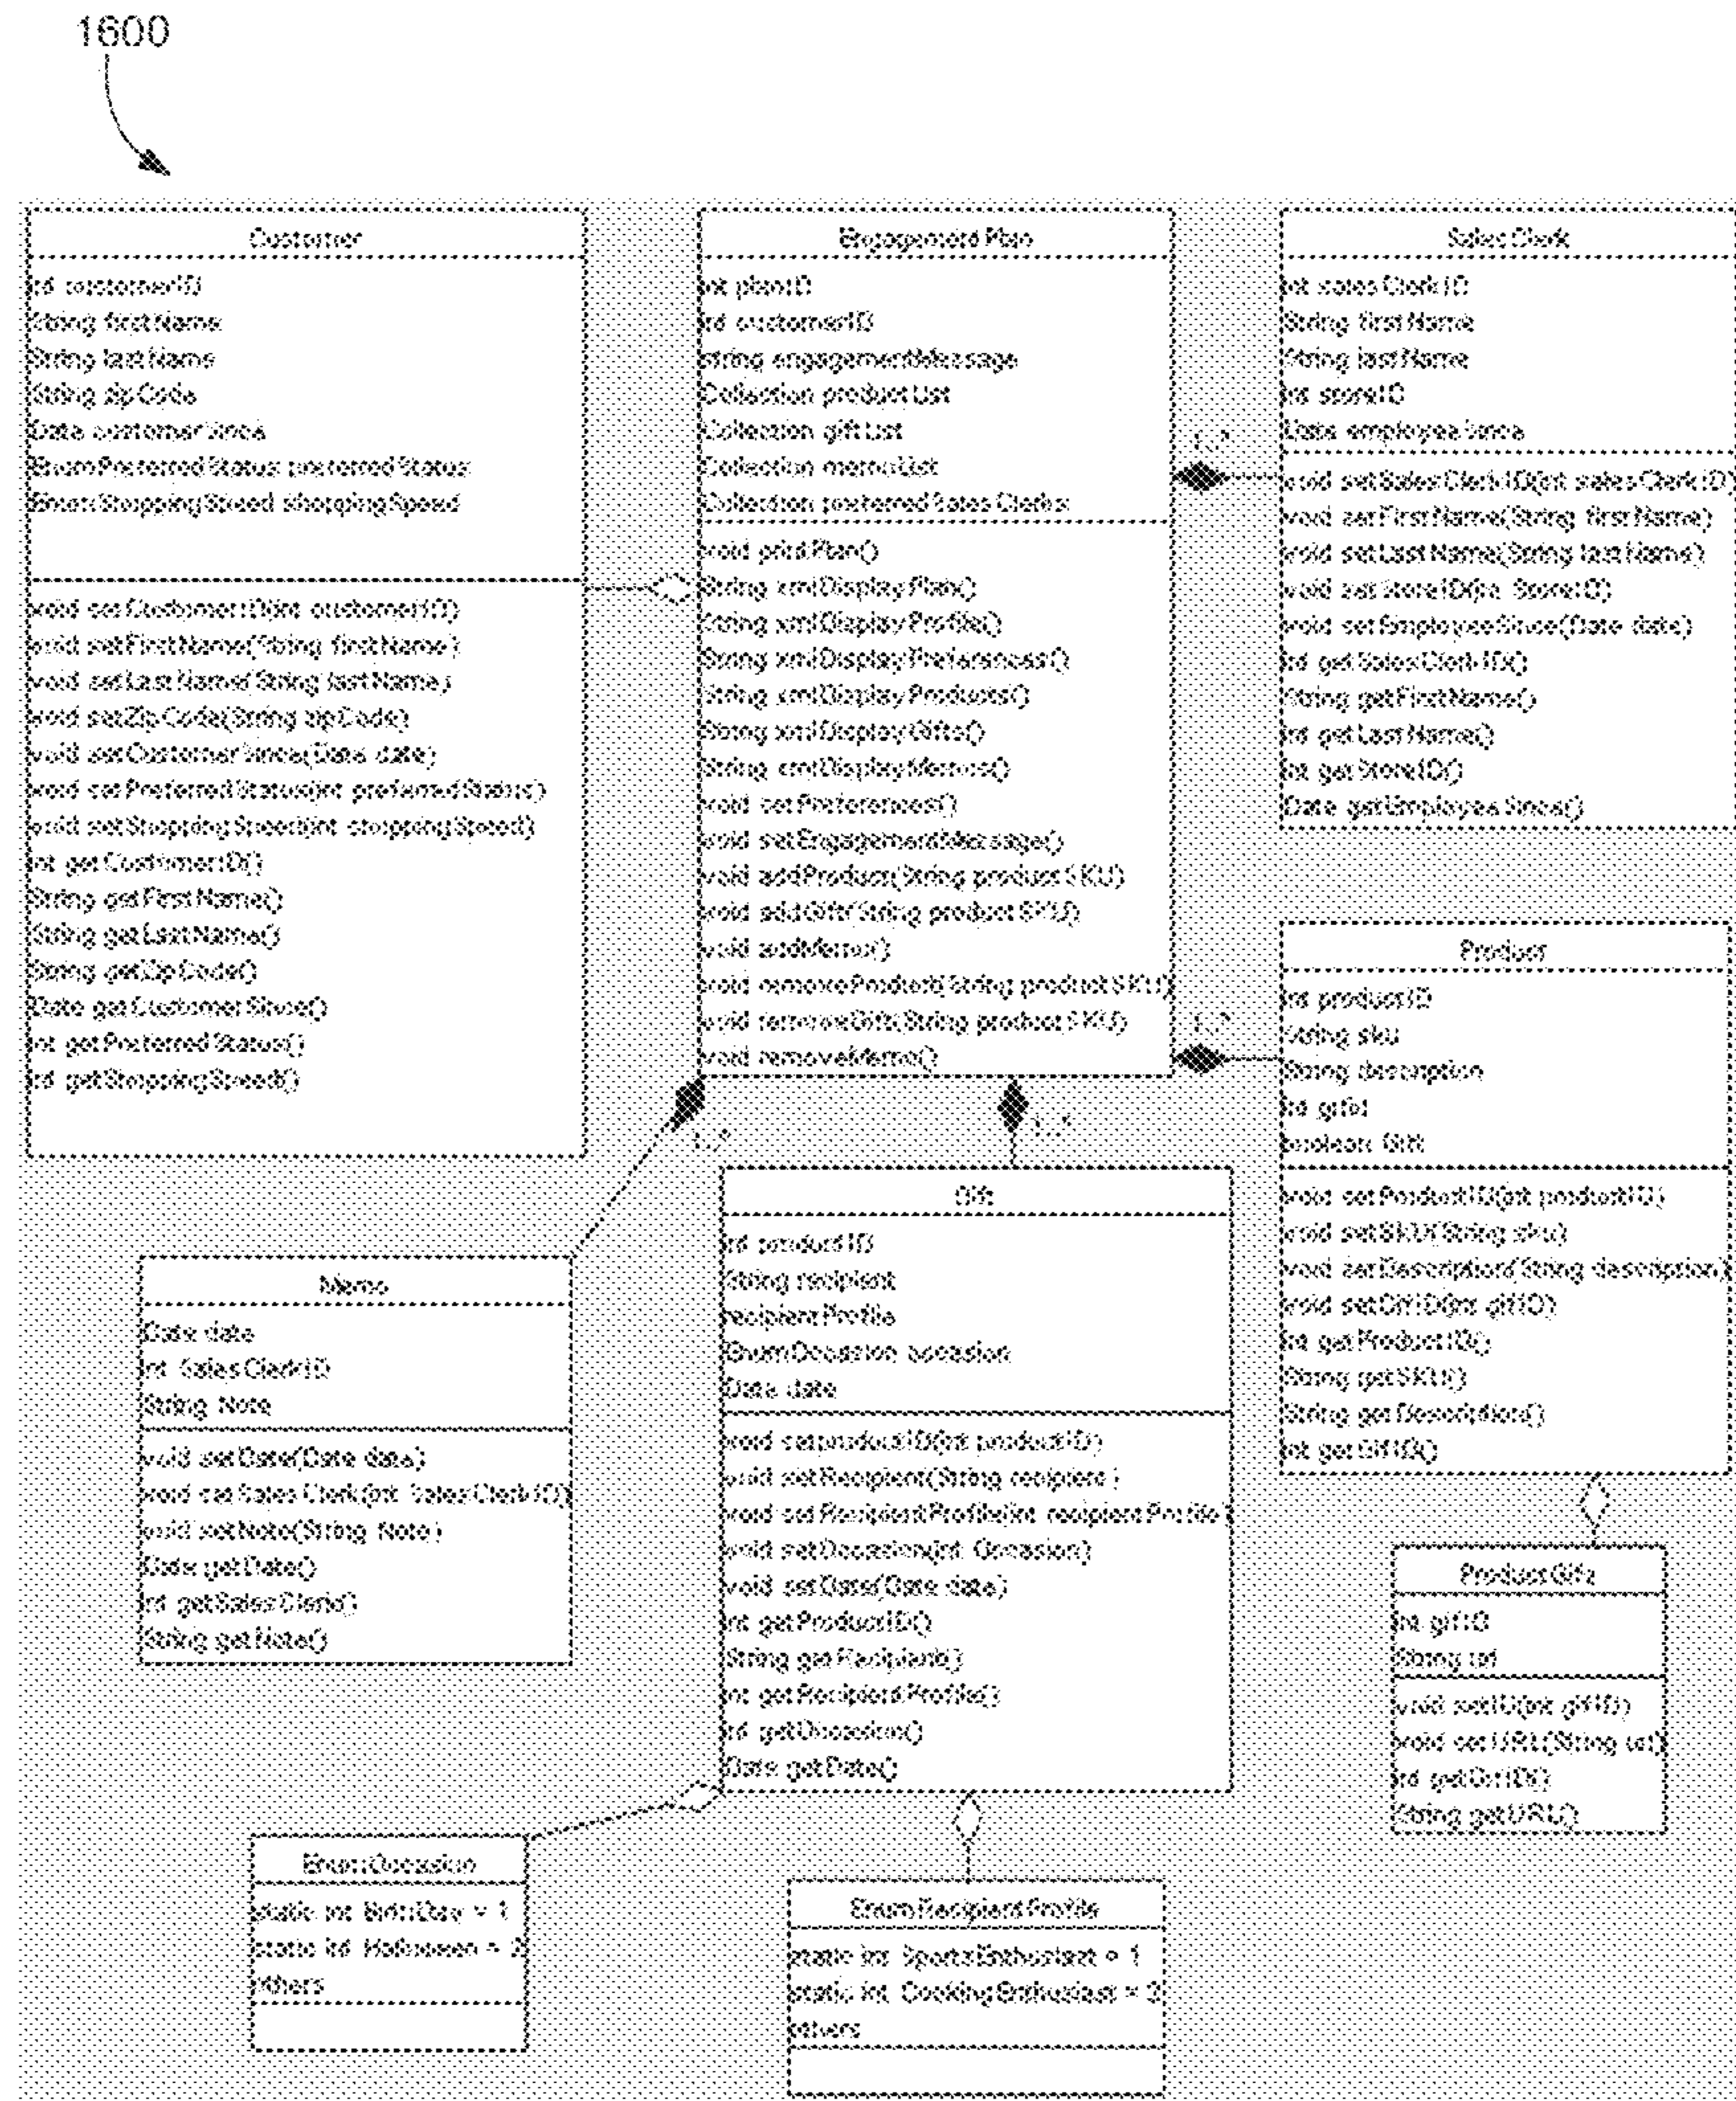 1600
Customer
int customerID
String firstName
String lastName
String zipCode
Date customerSince
EnumPreferredStatus preferredStatus
EnumShoppingSpeed shoppingSpeed
void setCustomerID(int customerID)
void setFirstName(String firstName)
void setLastName(String lastName)
void setZipCode(String zipCode)
void setCustomerSince(Date date)
void setPreferredStatus(int preferredStatus)
void setShoppingSpeed(int shoppingSpeed)
int getCustomerID()
String getFirstName()
String getLastName()
String getZipCode()
Date getCustomerSince()
int getPreferredStatus()
int getShoppingSpeed()
EngagementPlan
int planID
int customerID
string engagementMessage
Collection productList
Collection giftList
Collection memoList
Collection preferredSalesClerks
void printPlan()
String xmlDisplayPlan()
String xmlDisplayProfile()
String xmlDisplayPreferences()
String xmlDisplayProducts()
String xmlDisplayGifts()
String xmlDisplayMemos()
void setPreferences()
void setEngagementMessage()
void addProduct(String productSKU)
void addGift(String productSKU)
void addMemo()
void removeProduct(String productSKU)
void removeGift(String productSKU)
void removeMemo()
SalesClerk
int salesClerkID
String firstName
String lastName
int storeID
Date employeeSince
void setSalesClerkID(int salesClerkID)
void setFirstName(String firstName)
void setLastName(String lastName)
void setStoreID(int StoreID)
void setEmployeeSince(Date date)
int getSalesClerkID()
String getFirstName()
int getLastName()
int getStoreID()
Date getEmployeeSince()
1..*
Product
int productID
String sku
String description
int gifId
boolean Gift
void setProductID(int productID)
void setSKU(String sku)
void setDescription(String description)
void setGifID(int gifID)
int getProductID()
String getSKU()
String getDescription()
int getGifID()
1..*
1..*
1..*
Memo
Date date
int SalesClerkID
String Note
void setDate(Date date)
void setSalesClerk(int SalesClerkID)
void setNote(String Note)
Date getDate()
int getSalesClerk()
String getNote()
Gift
int productID
String recipient
recipientProfile
EnumOccasion occasion
Date date
void setproductID(int productID)
void setRecipient(String recipient)
void setRecipientProfile(int recipientProfile)
void setOccasion(int Occasion)
void setDate(Date date)
int getProductID()
String getRecipient()
int getRecipientProfile()
int getOccasion()
Date getDate()
ProductGifs
int gifID
String url
void setID(int gifID)
void setURL(String url)
int getGifID()
String getURL()
EnumOccasion
static int BirthDay = 1
static int Halloween = 2
others
EnumRecipientProfile
static int SportsEnthusiast = 1
static int CookingEnthusiast = 2
others